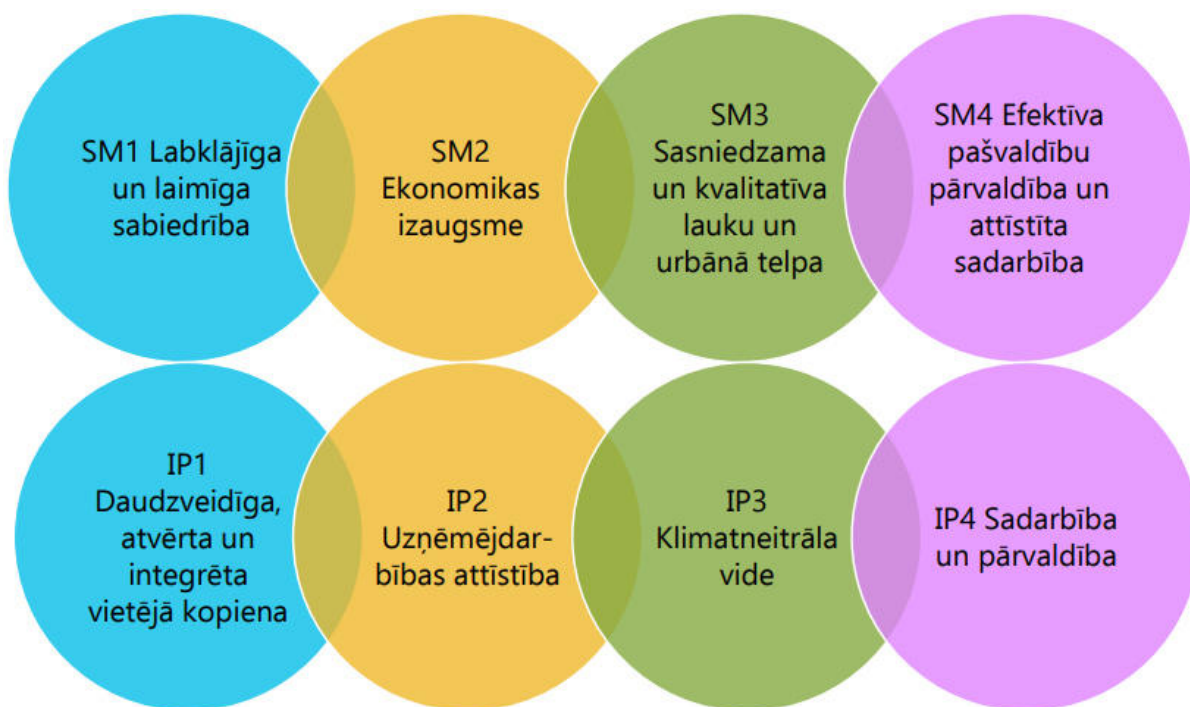 SM1 Labklājīga
un laimīga
sabiedrība
SM2
Ekonomikas
izaugsme
SM3
Sasniedzama
un kvalitatīva
lauku un
urbānā telpa
SM4 Efektīva
pašvaldību
pārvaldība un
attīstīta
sadarbība
IP1
Daudzveidīga,
atvērta un
integrēta
vietējā kopiena
IP2
Uzņēmējdar-
bības attīstība
IP3
Klimatneitrāla
vide
IP4 Sadarbība
un pārvaldība